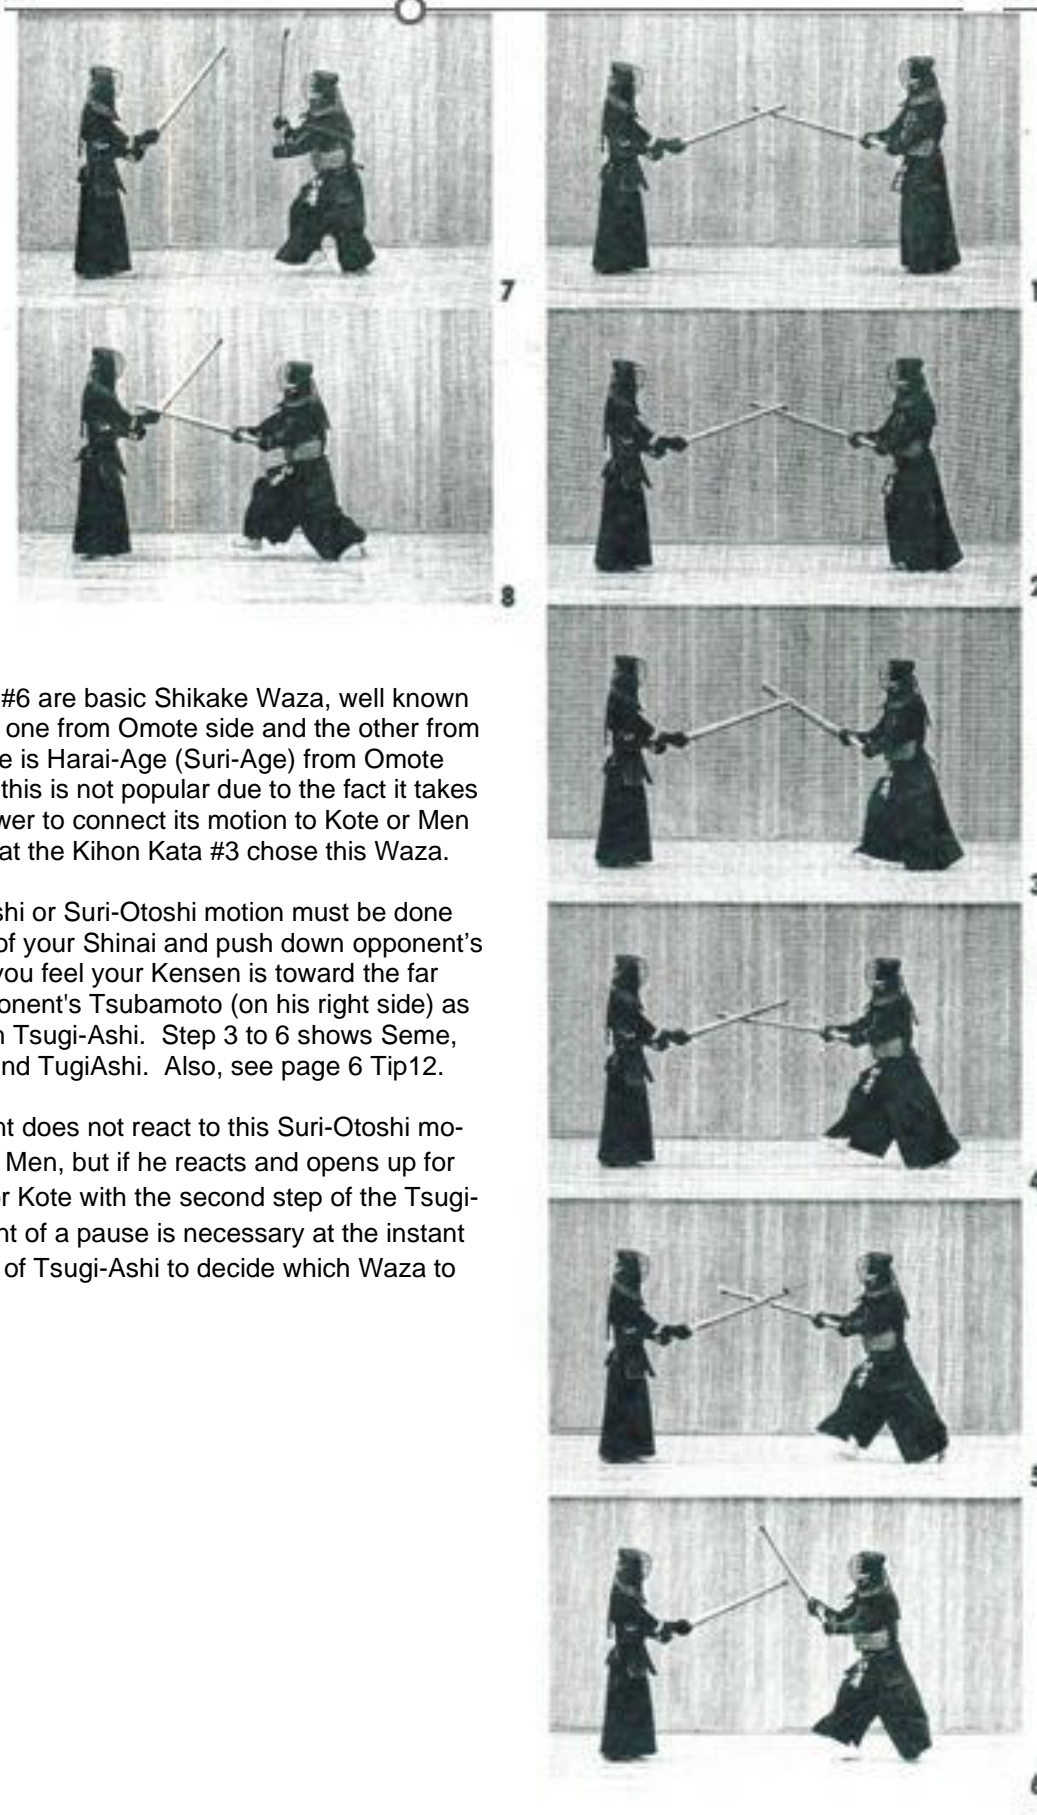 7
8
#6 are basic Shikake Waza, well known
one from Omote side and the other from
e is Harai-Age (Suri-Age) from Omote
this is not popular due to the fact it takes
wer to connect its motion to Kote or Men
at the Kihon Kata #3 chose this Waza.
shi or Suri-Otoshi motion must be done
of your Shinai and push down opponent's
you feel your Kensen is toward the far
onent's Tsubamoto (on his right side) as
n Tsugi-Ashi.  Step 3 to 6 shows Seme,
nd TugiAshi.  Also, see page 6 Tip12.
nt does not react to this Suri-Otoshi mo-
Men, but if he reacts and opens up for
or Kote with the second step of the Tsugi-
nt of a pause is necessary at the instant
of Tsugi-Ashi to decide which Waza to
1
2
3
4
5
6